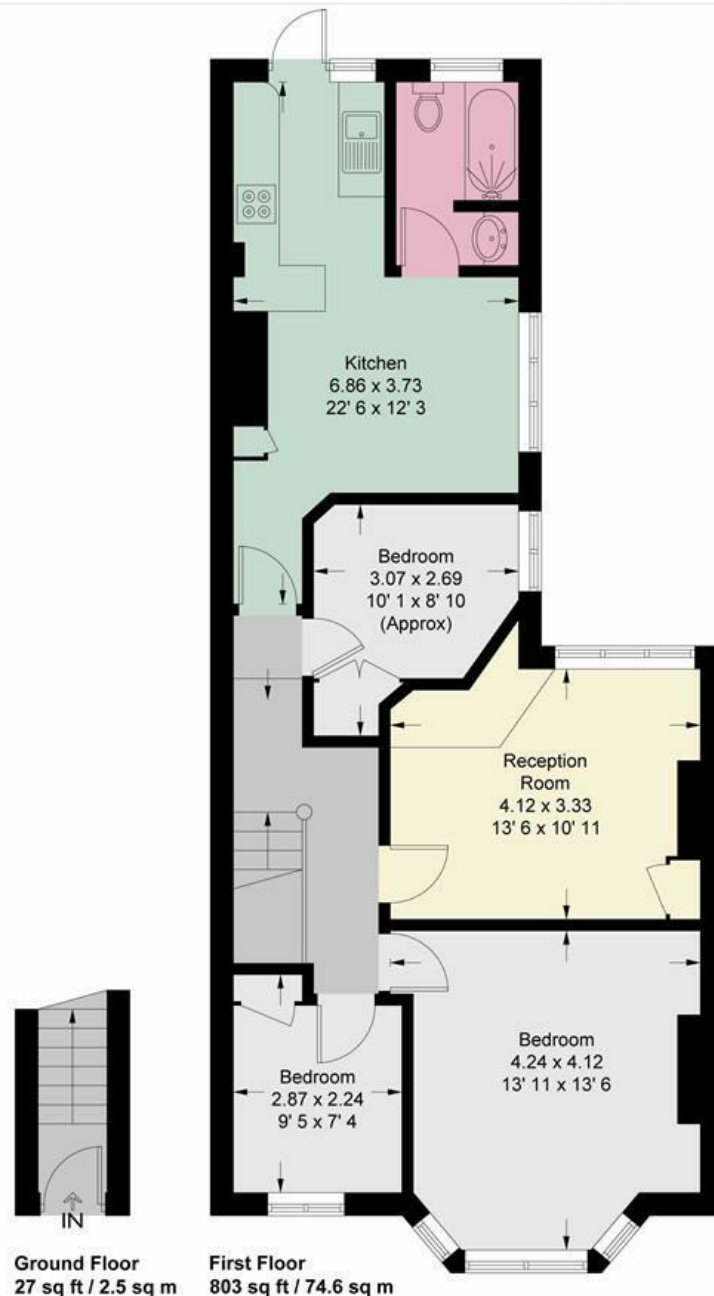 Kitchen
6.86 x 3.73
22' 6 x 12' 3
Bedroom
3.07 x 2.69
10' 1 x 8' 10
(Approx)
Reception
Room
4.12 x 3.33
13' 6 x 10' 11
Bedroom
4.24 x 4.12
13' 11 x 13' 6
Bedroom
2.87 x 2.24
9' 5 x 7' 4
IN
Ground Floor
27 sq ft / 2.5 sq m
First Floor
803 sq ft / 74.6 sq m